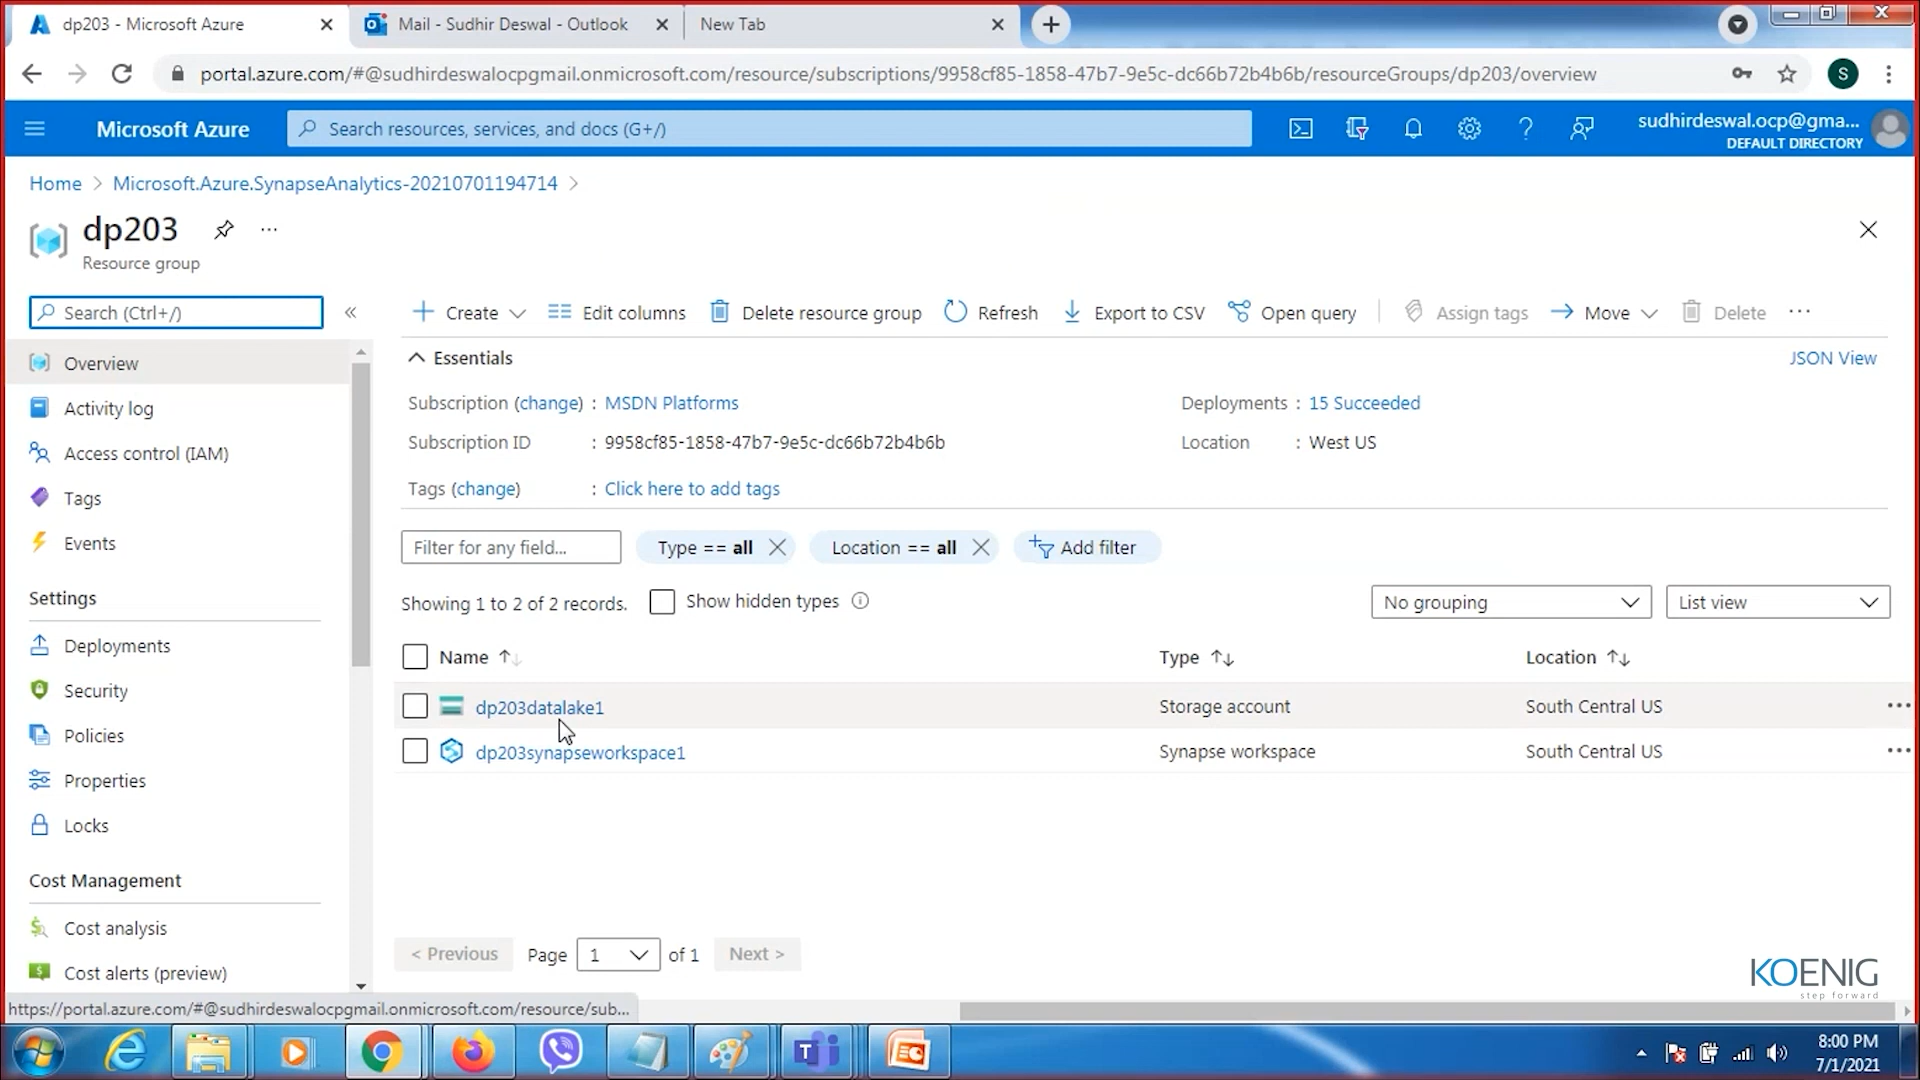 dp203 - Microsoft Azure
Mail - Sudhir Deswal - Outlook
New Tab
portal.azure.com/#@sudhirdeswalocpgmail.onmicrosoft.com/resource/subscriptions/9958cf85-1858-47b7-9e5c-dc66b72b4b6b/resourceGroups/dp203/overview
S
Microsoft Azure
Search resources, services, and docs (G+/)
sudhirdeswal.ocp@gma...
DEFAULT DIRECTORY
Home > Microsoft.Azure.SynapseAnalytics-20210701194714 >
dp203
Resource group
Search (Ctrl+/)
Create
Edit columns
Delete resource group
Refresh
Export to CSV
Open query
Assign tags
Move
Delete
Overview
Activity log
Access control (IAM)
Tags
Events
Settings
Deployments
Security
Policies
Properties
Locks
Cost Management
Cost analysis
Cost alerts (preview)
Essentials
JSON View
Subscription (change) : MSDN Platforms
Deployments : 15 Succeeded
Subscription ID : 9958cf85-1858-47b7-9e5c-dc66b72b4b6b
Location : West US
Tags (change) : Click here to add tags
Filter for any field...
Type == all
Location == all
Add filter
Showing 1 to 2 of 2 records.
Show hidden types
No grouping
List view
Name
Type
Location
dp203datalake1
Storage account
South Central US
dp203synapseworkspace1
Synapse workspace
South Central US
< Previous
Page 1 of 1
Next >
KOENIG
step forward
https://portal.azure.com/#@sudhirdeswalocpgmail.onmicrosoft.com/resource/sub...
8:00 PM
7/1/2021